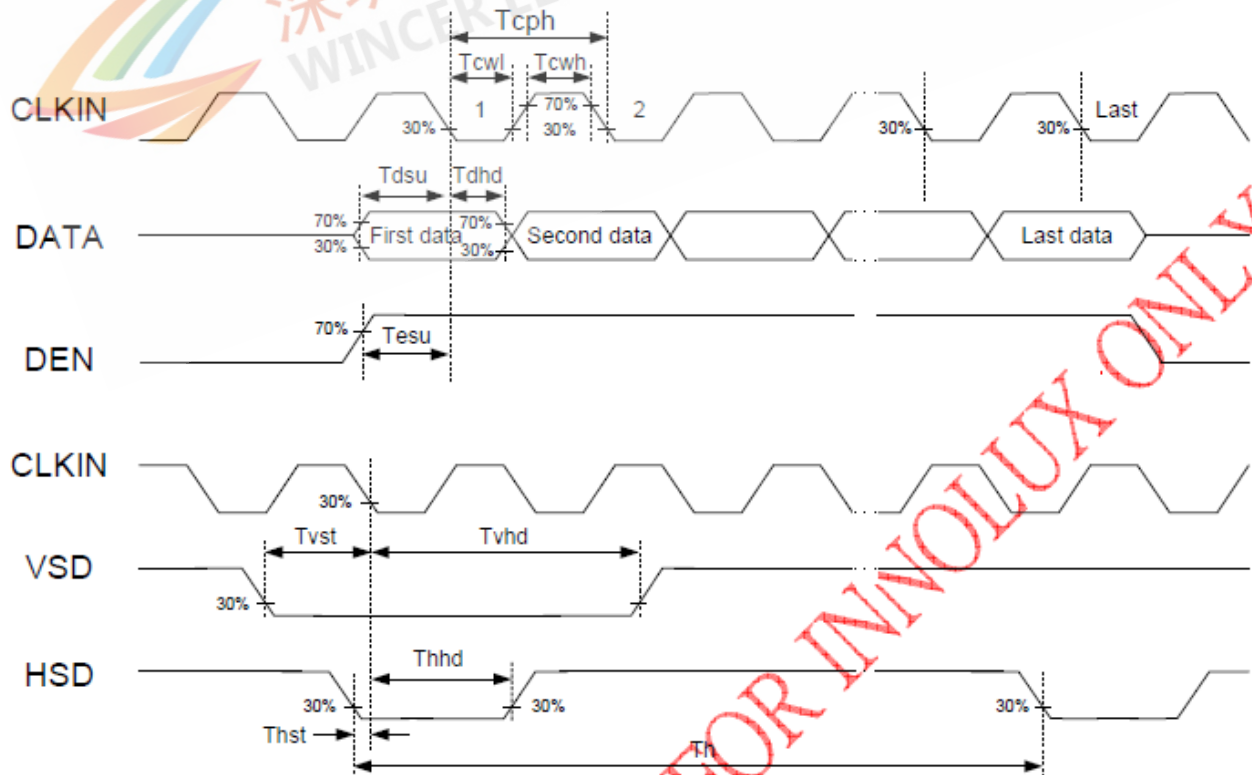 深圳
WINCER
Tcph
Tcwl Tcwh
CLKIN 30% 1 70% 30% 2 30% 30% Last
Tdsu Tdhd
DATA 70% 30% First data 70% 30% Second data Last data
DEN 70% Tesu
CLKIN 30%
Tvst Tvhd
VSD 30%
HSD Thhd
30% 30% 30%
Thst
Th
FOR INNOLUX ONLY